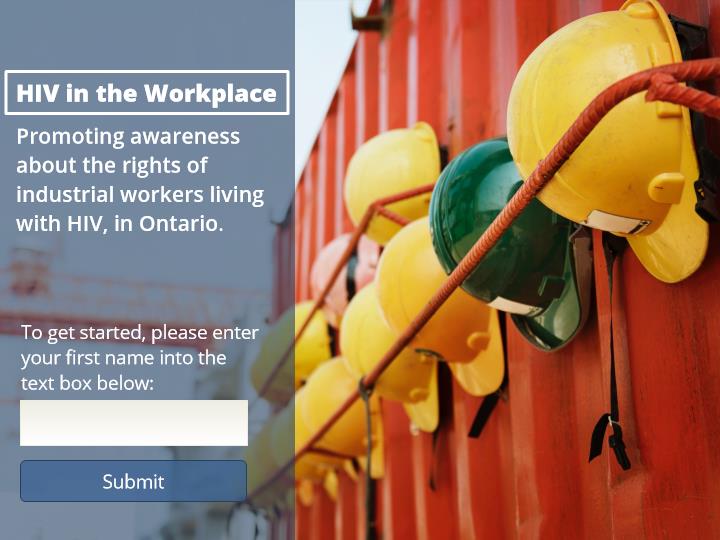 HIV in the Workplace
Promoting awareness
about the rights of
industrial workers living
with HIV, in Ontario.
To get started, please enter
your first name into the
text box below:
Submit